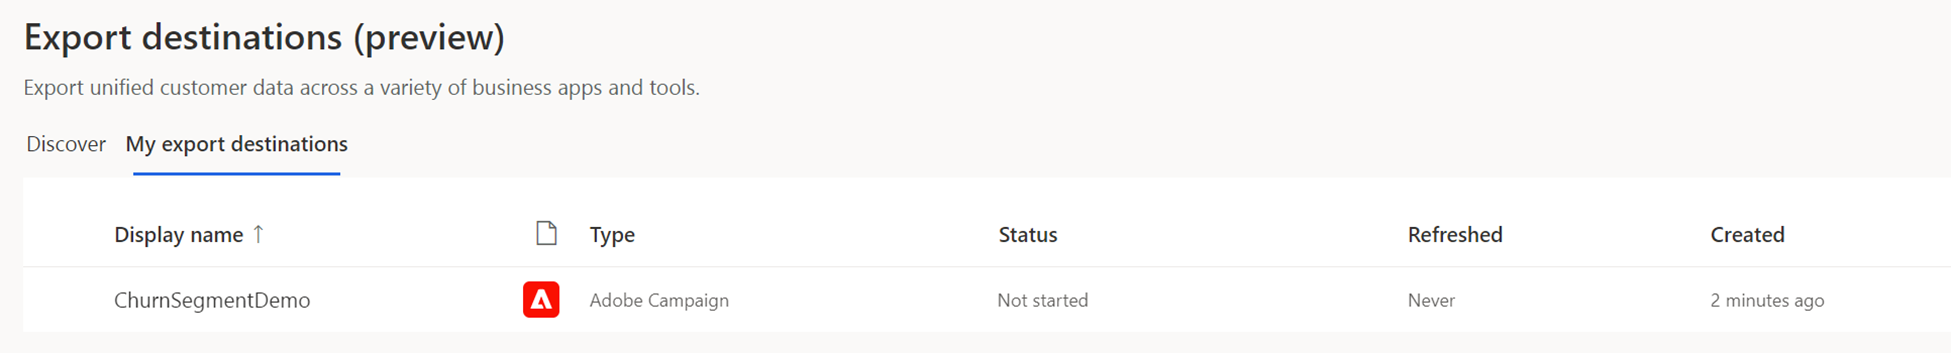 Export destinations (preview)
Export unified customer data across a variety of business apps and tools.
Discover My export destinations
Display name ↑ Type Status Refreshed Created
ChurnSegmentDemo Adobe Campaign Not started Never 2 minutes ago